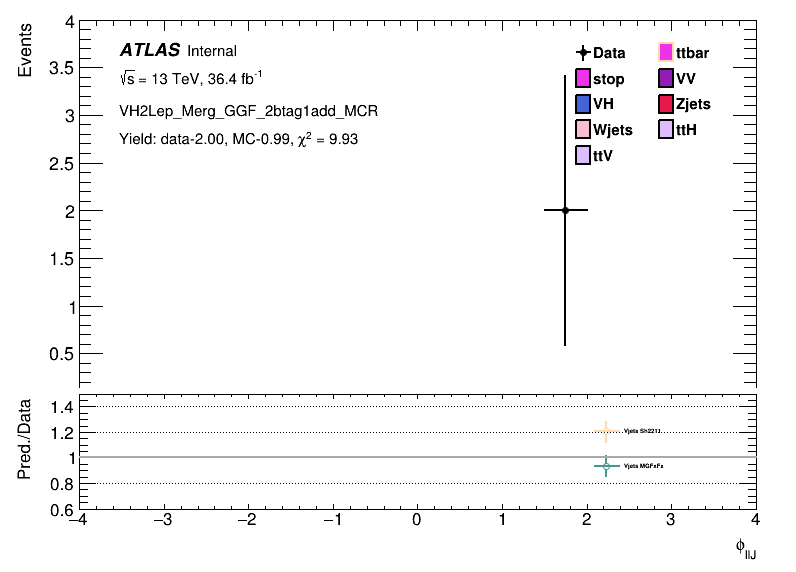 Events
4
3.5
3
2.5
2
1.5
1
0.5
ATLAS Internal
√s = 13 TeV, 36.4 fb⁻¹
VH2Lep_Merg_GGF_2btag1add_MCR
Yield: data-2.00, MC-0.99, χ² = 9.93
Data ttbar
stop VV
VH Zjets
Wjets ttH
ttV
Pred./Data
1.4
1.2
1
0.8
0.6
Vjets Sh2211
Vjets MGFxFx
−4 −3 −2 −1 0 1 2 3 4
ϕ_llJ